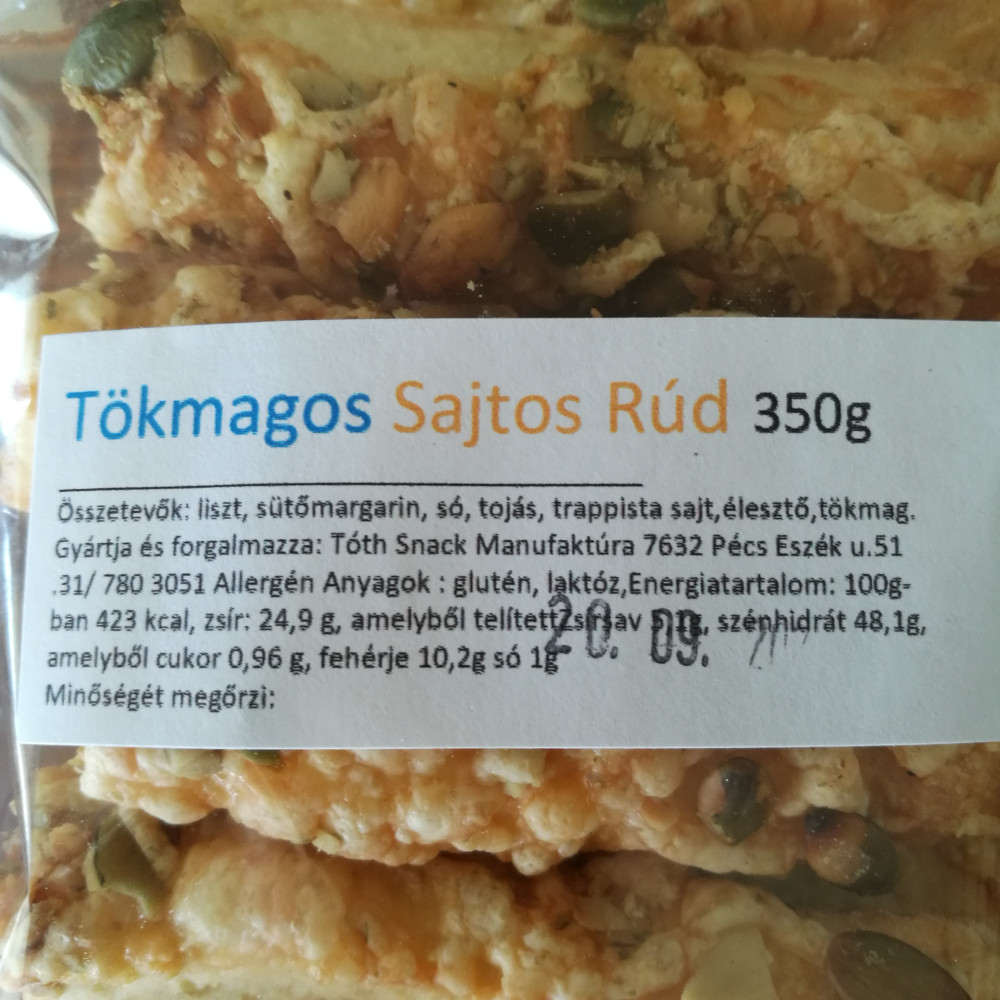 Tökmagos Sajtos Rúd 350g
Összetevők: liszt, sütőmargarin, só, tojás, trappista sajt,élesztő,tökmag.
Gyártja és forgalmazza: Tóth Snack Manufaktúra 7632 Pécs Eszék u.51
.31/ 780 3051 Allergén Anyagok : glutén, laktóz,Energiatartalom: 100g-
ban 423 kcal, zsír: 24,9 g, amelyből telített zsírsav szénhidrát 48,1g,
amelyből cukor 0,96 g, fehérje 10,2g só 1g
20. 09.
Minőségét megőrzi: